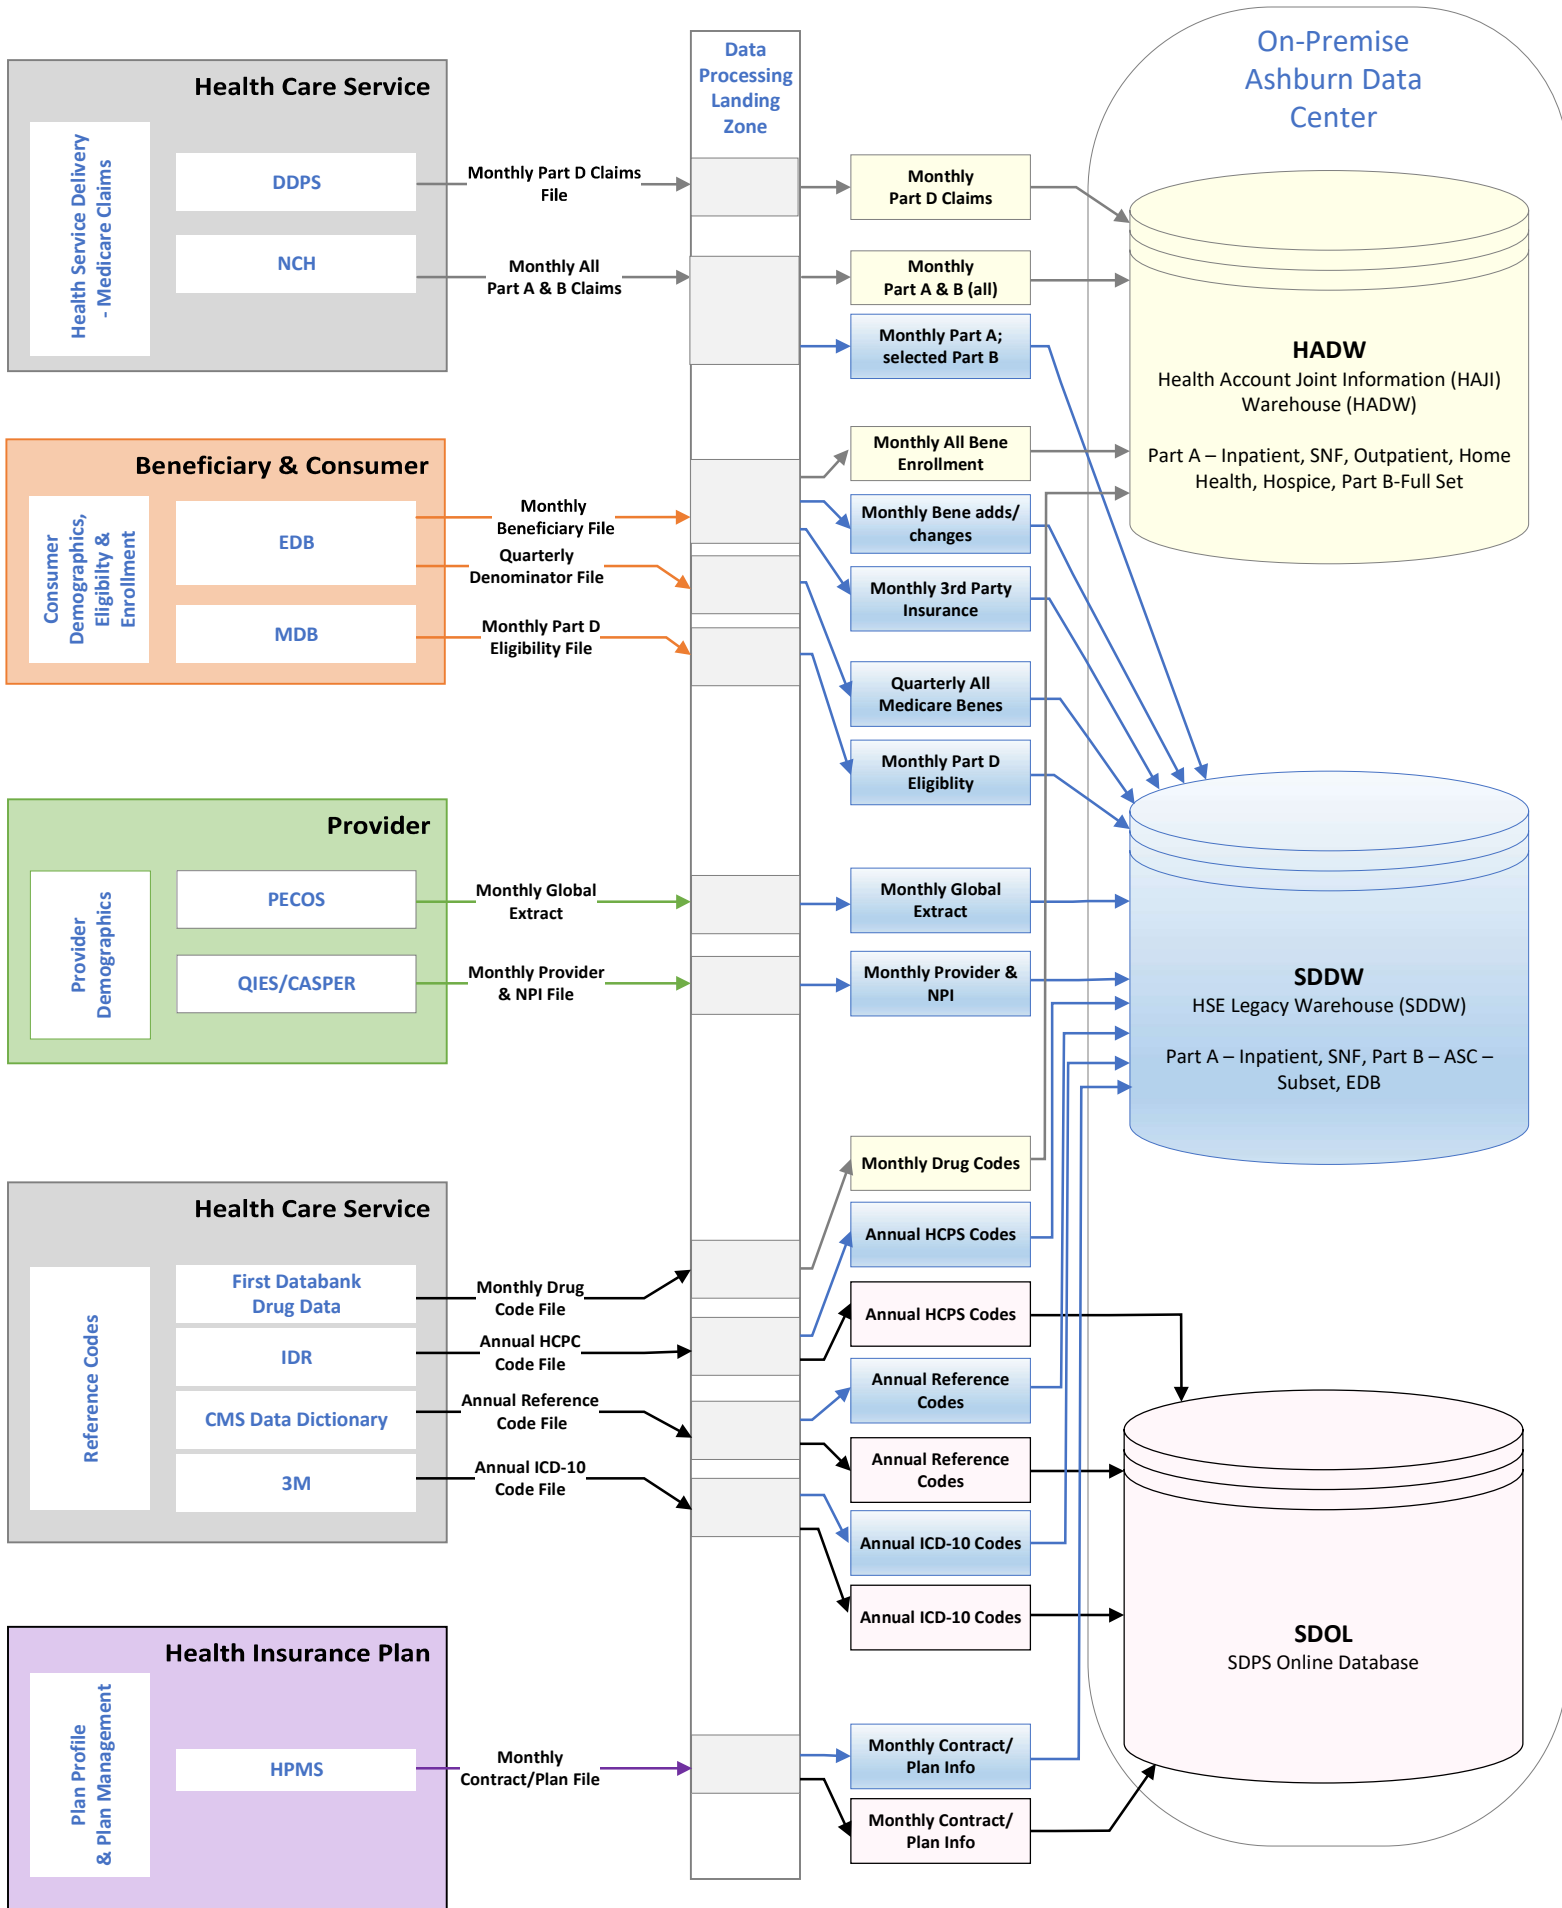 On-Premise
Ashburn Data
Center
Data
Processing
Landing
Zone
Health Care Service
Health Service Delivery
- Medicare Claims
DDPS
NCH
Monthly Part D Claims
File
Monthly All
Part A & B Claims
Monthly
Part D Claims
Monthly
Part A & B (all)
Monthly Part A;
selected Part B
HADW
Health Account Joint Information (HAJI)
Warehouse (HADW)
Part A – Inpatient, SNF, Outpatient, Home
Health, Hospice, Part B-Full Set
Beneficiary & Consumer
Consumer
Demographics,
Eligibilty &
Enrollment
EDB
MDB
Monthly
Beneficiary File
Quarterly
Denominator File
Monthly Part D
Eligibility File
Monthly All Bene
Enrollment
Monthly Bene adds/
changes
Monthly 3rd Party
Insurance
Quarterly All
Medicare Benes
Monthly Part D
Eligiblity
Provider
Provider
Demographics
PECOS
QIES/CASPER
Monthly Global
Extract
Monthly Provider
& NPI File
Monthly Global
Extract
Monthly Provider &
NPI
SDDW
HSE Legacy Warehouse (SDDW)
Part A – Inpatient, SNF, Part B – ASC –
Subset, EDB
Health Care Service
Reference Codes
First Databank
Drug Data
IDR
CMS Data Dictionary
3M
Monthly Drug
Code File
Annual HCPC
Code File
Annual Reference
Code File
Annual ICD-10
Code File
Monthly Drug Codes
Annual HCPS Codes
Annual HCPS Codes
Annual Reference
Codes
Annual Reference
Codes
Annual ICD-10 Codes
Annual ICD-10 Codes
SDOL
SDPS Online Database
Health Insurance Plan
Plan Profile
& Plan Management
HPMS
Monthly
Contract/Plan File
Monthly Contract/
Plan Info
Monthly Contract/
Plan Info